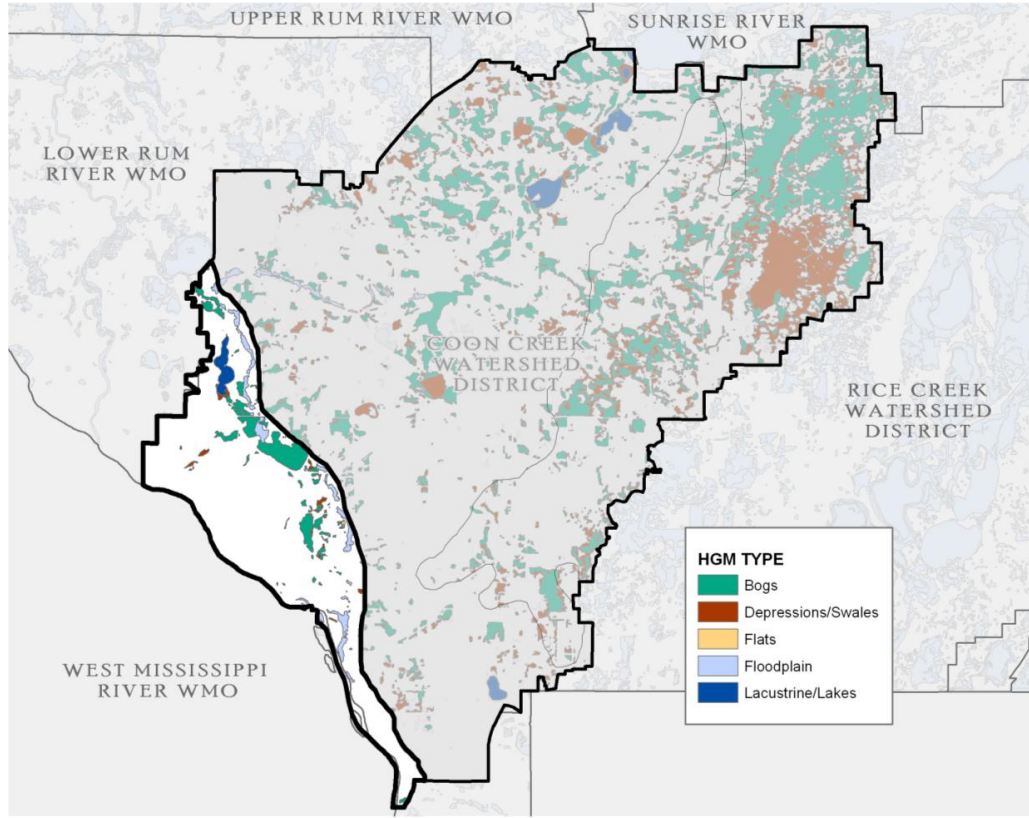 UPPER RUM RIVER WMO
SUNRISE RIVER
WMO
LOWER RUM
RIVER WMO
COON CREEK
WATERSHED
DISTRICT
RICE CREEK
WATERSHED
DISTRICT
WEST MISSISSIPPI
RIVER WMO
HGM TYPE
Bogs
Depressions/Swales
Flats
Floodplain
Lacustrine/Lakes